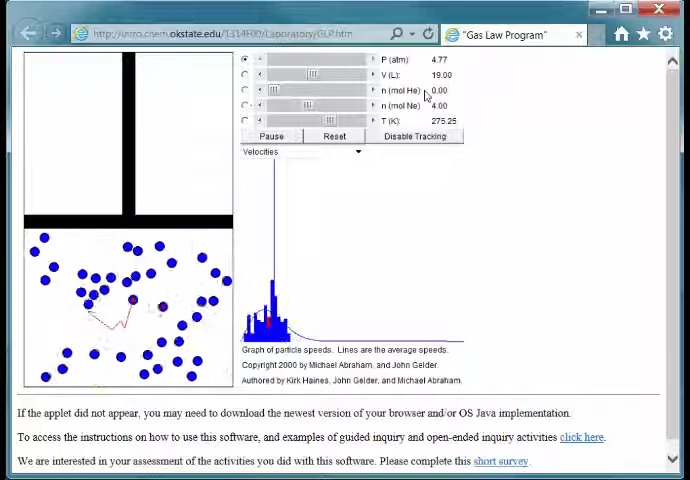 http://intro.chem.okstate.edu/1314F00/Laboratory/GLP.htm
"Gas Law Program"
P (atm) 4.77
V (L): 19.00
n (mol He) 0.00
n (mol Ne) 4.00
T (K): 275.25
Pause Reset Disable Tracking
Velocities
Graph of particle speeds. Lines are the average speeds.
Copyright 2000 by Michael Abraham, and John Gelder.
Authored by Kirk Haines, John Gelder, and Michael Abraham.
If the applet did not appear, you may need to download the newest version of your browser and/or OS Java implementation.
To access the instructions on how to use this software, and examples of guided inquiry and open-ended inquiry activities click here.
We are interested in your assessment of the activities you did with this software. Please complete this short survey.